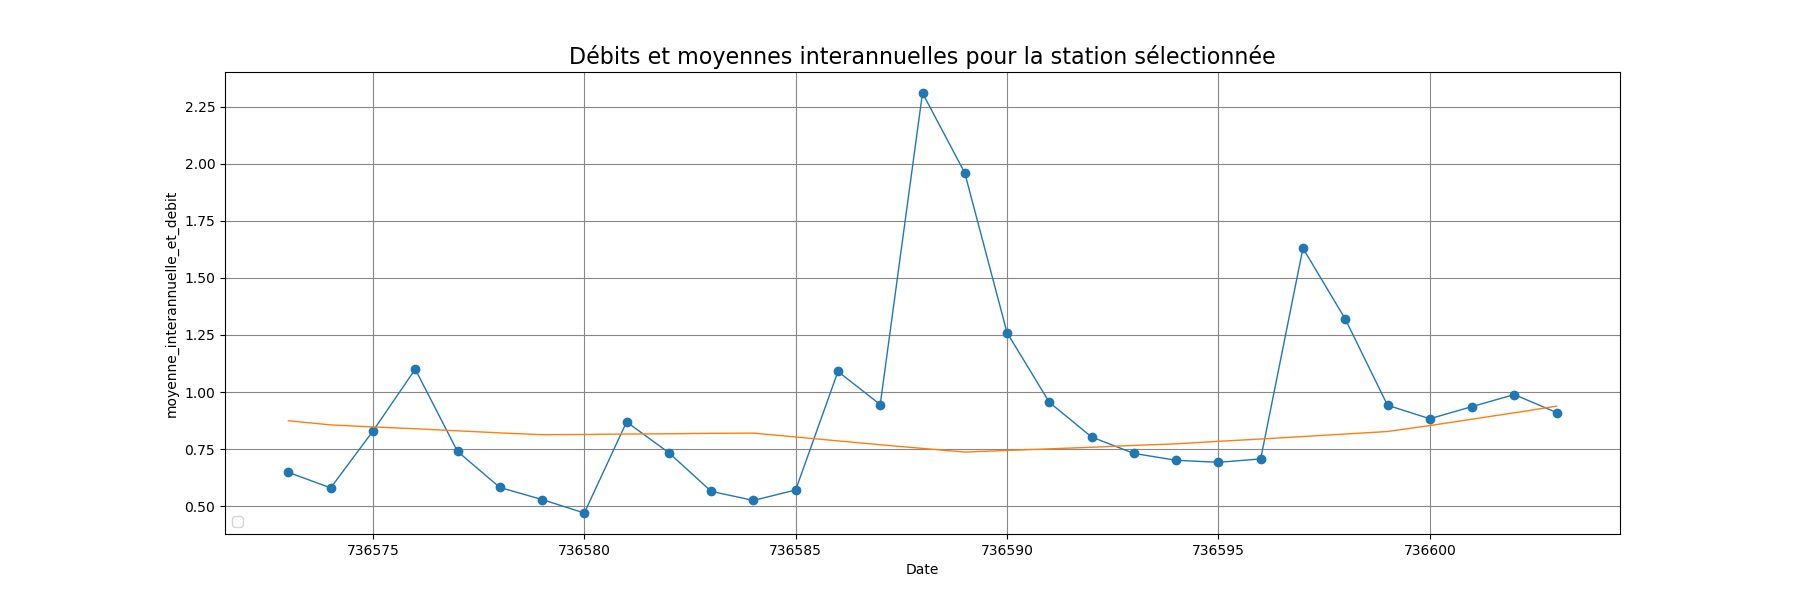 Débits et moyennes interannuelles pour la station sélectionnée
moyenne_interannuelle_et_debit
2.25
2.00
1.75
1.50
1.25
1.00
0.75
0.50
736575 736580 736585 736590 736595 736600
Date